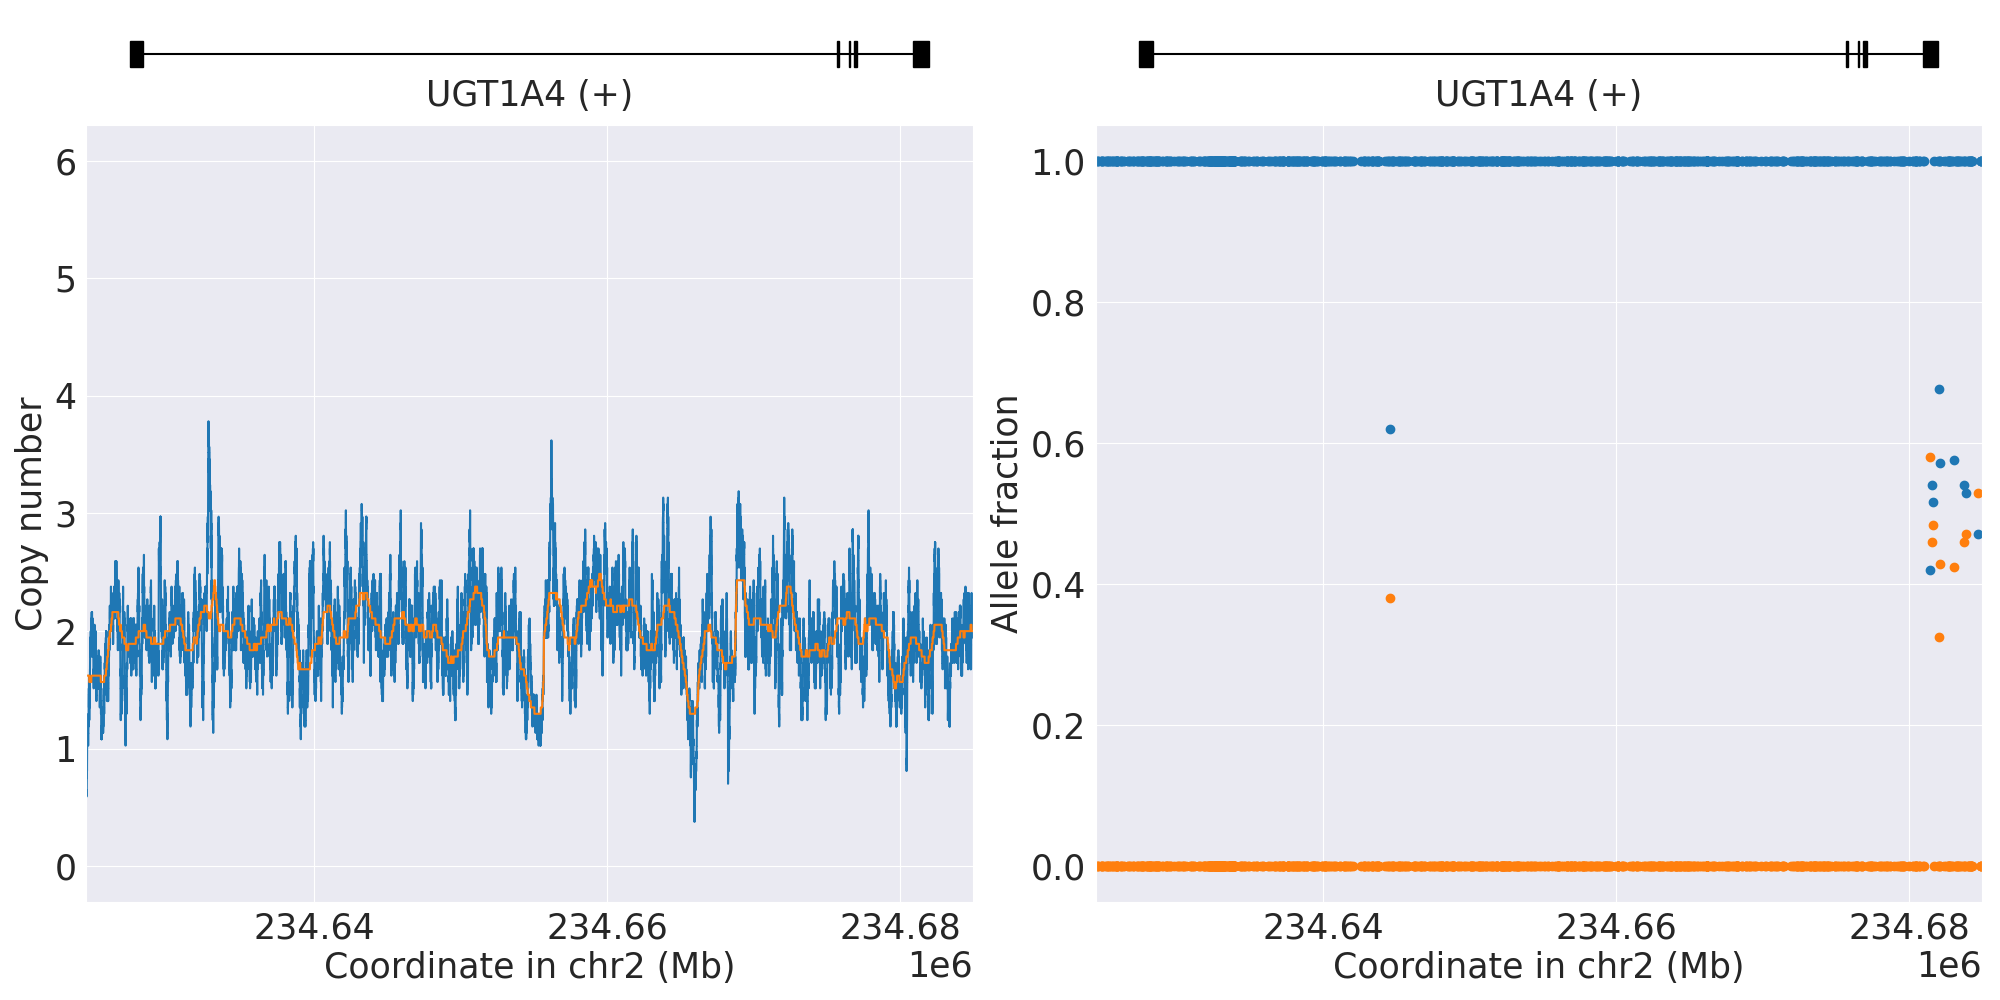 UGT1A4 (+)
6
5
4
3
2
1
0
Copy number
234.64 234.66 234.68
1e6
Coordinate in chr2 (Mb)
UGT1A4 (+)
1.0
0.8
0.6
0.4
0.2
0.0
Allele fraction
234.64 234.66 234.68
1e6
Coordinate in chr2 (Mb)